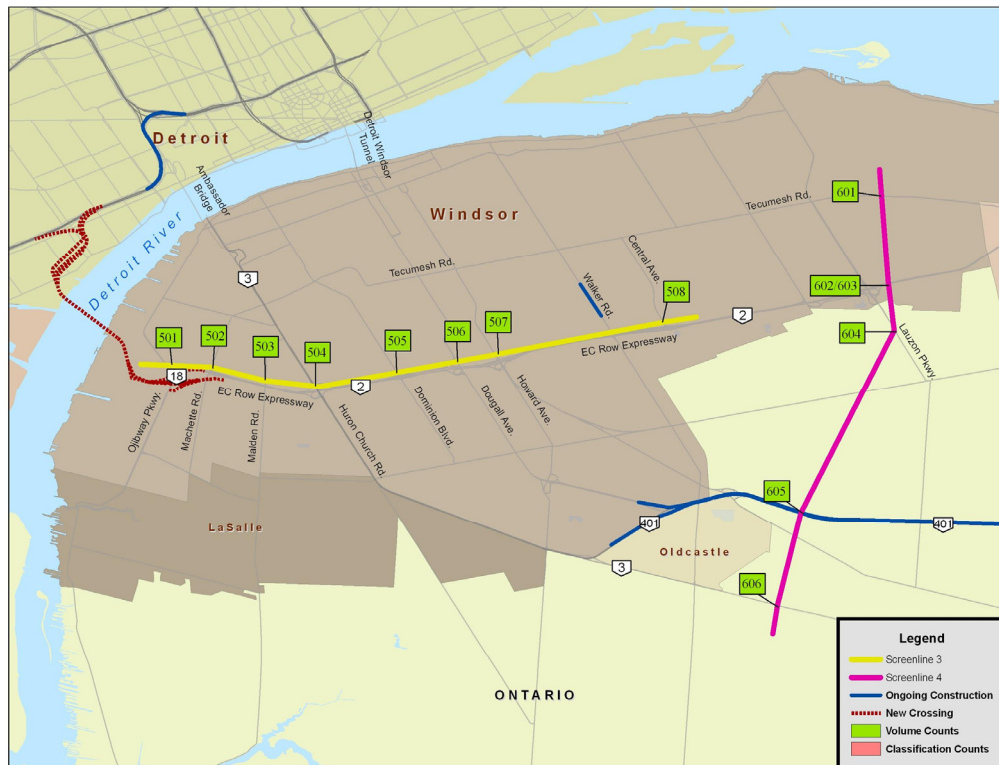 Detroit
Detroit Windsor
Tunnel
Ambassador
Bridge
Detroit River
Windsor
Tecumesh Rd.
601
3
Tecumesh Rd.
Central Ave.
Walker Rd.
602/603
508
2
604
Lauzon Pkwy.
501
502
503
504
505
506
507
EC Row Expressway
18
EC Row Expressway
2
Ojibway Pkwy.
Machette Rd.
Malden Rd.
Huron Church Rd.
Dominion Blvd.
Dougall Ave.
Howard Ave.
605
401
401
LaSalle
Oldcastle
3
606
ONTARIO
Legend
Screenline 3
Screenline 4
Ongoing Construction
New Crossing
Volume Counts
Classification Counts